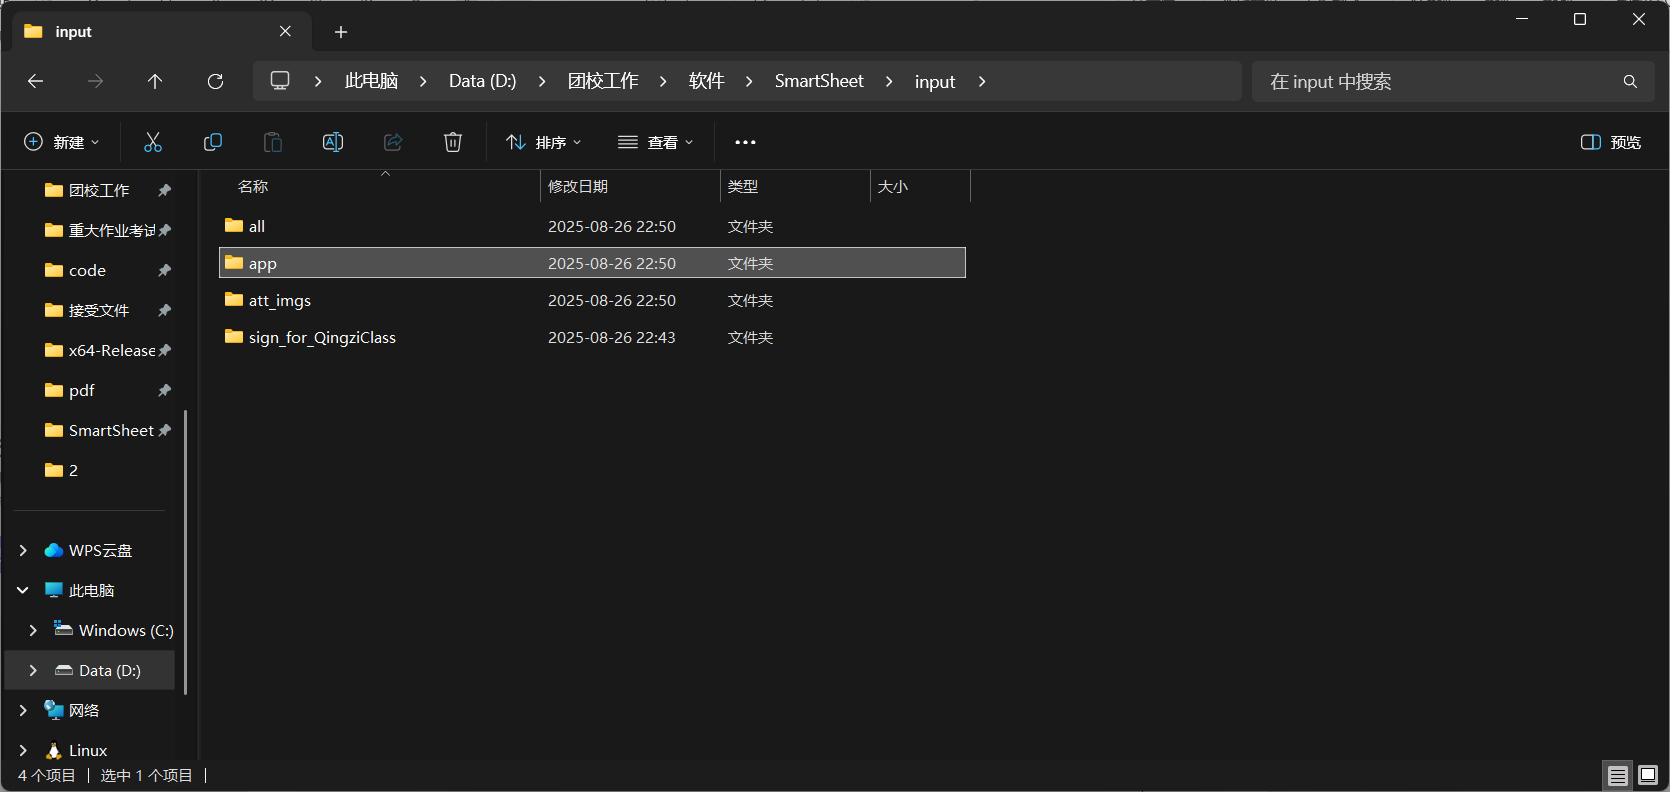 input
此电脑 Data (D:) 团校工作 软件 SmartSheet input
在 input 中搜索
新建 排序 查看 预览
名称 修改日期 类型 大小
all 2025-08-26 22:50 文件夹
app 2025-08-26 22:50 文件夹
att_imgs 2025-08-26 22:50 文件夹
sign_for_QingziClass 2025-08-26 22:43 文件夹
团校工作
重大作业考试
code
接受文件
x64-Release
pdf
SmartSheet
2
WPS云盘
此电脑
Windows (C:)
Data (D:)
网络
Linux
4 个项目 选中 1 个项目